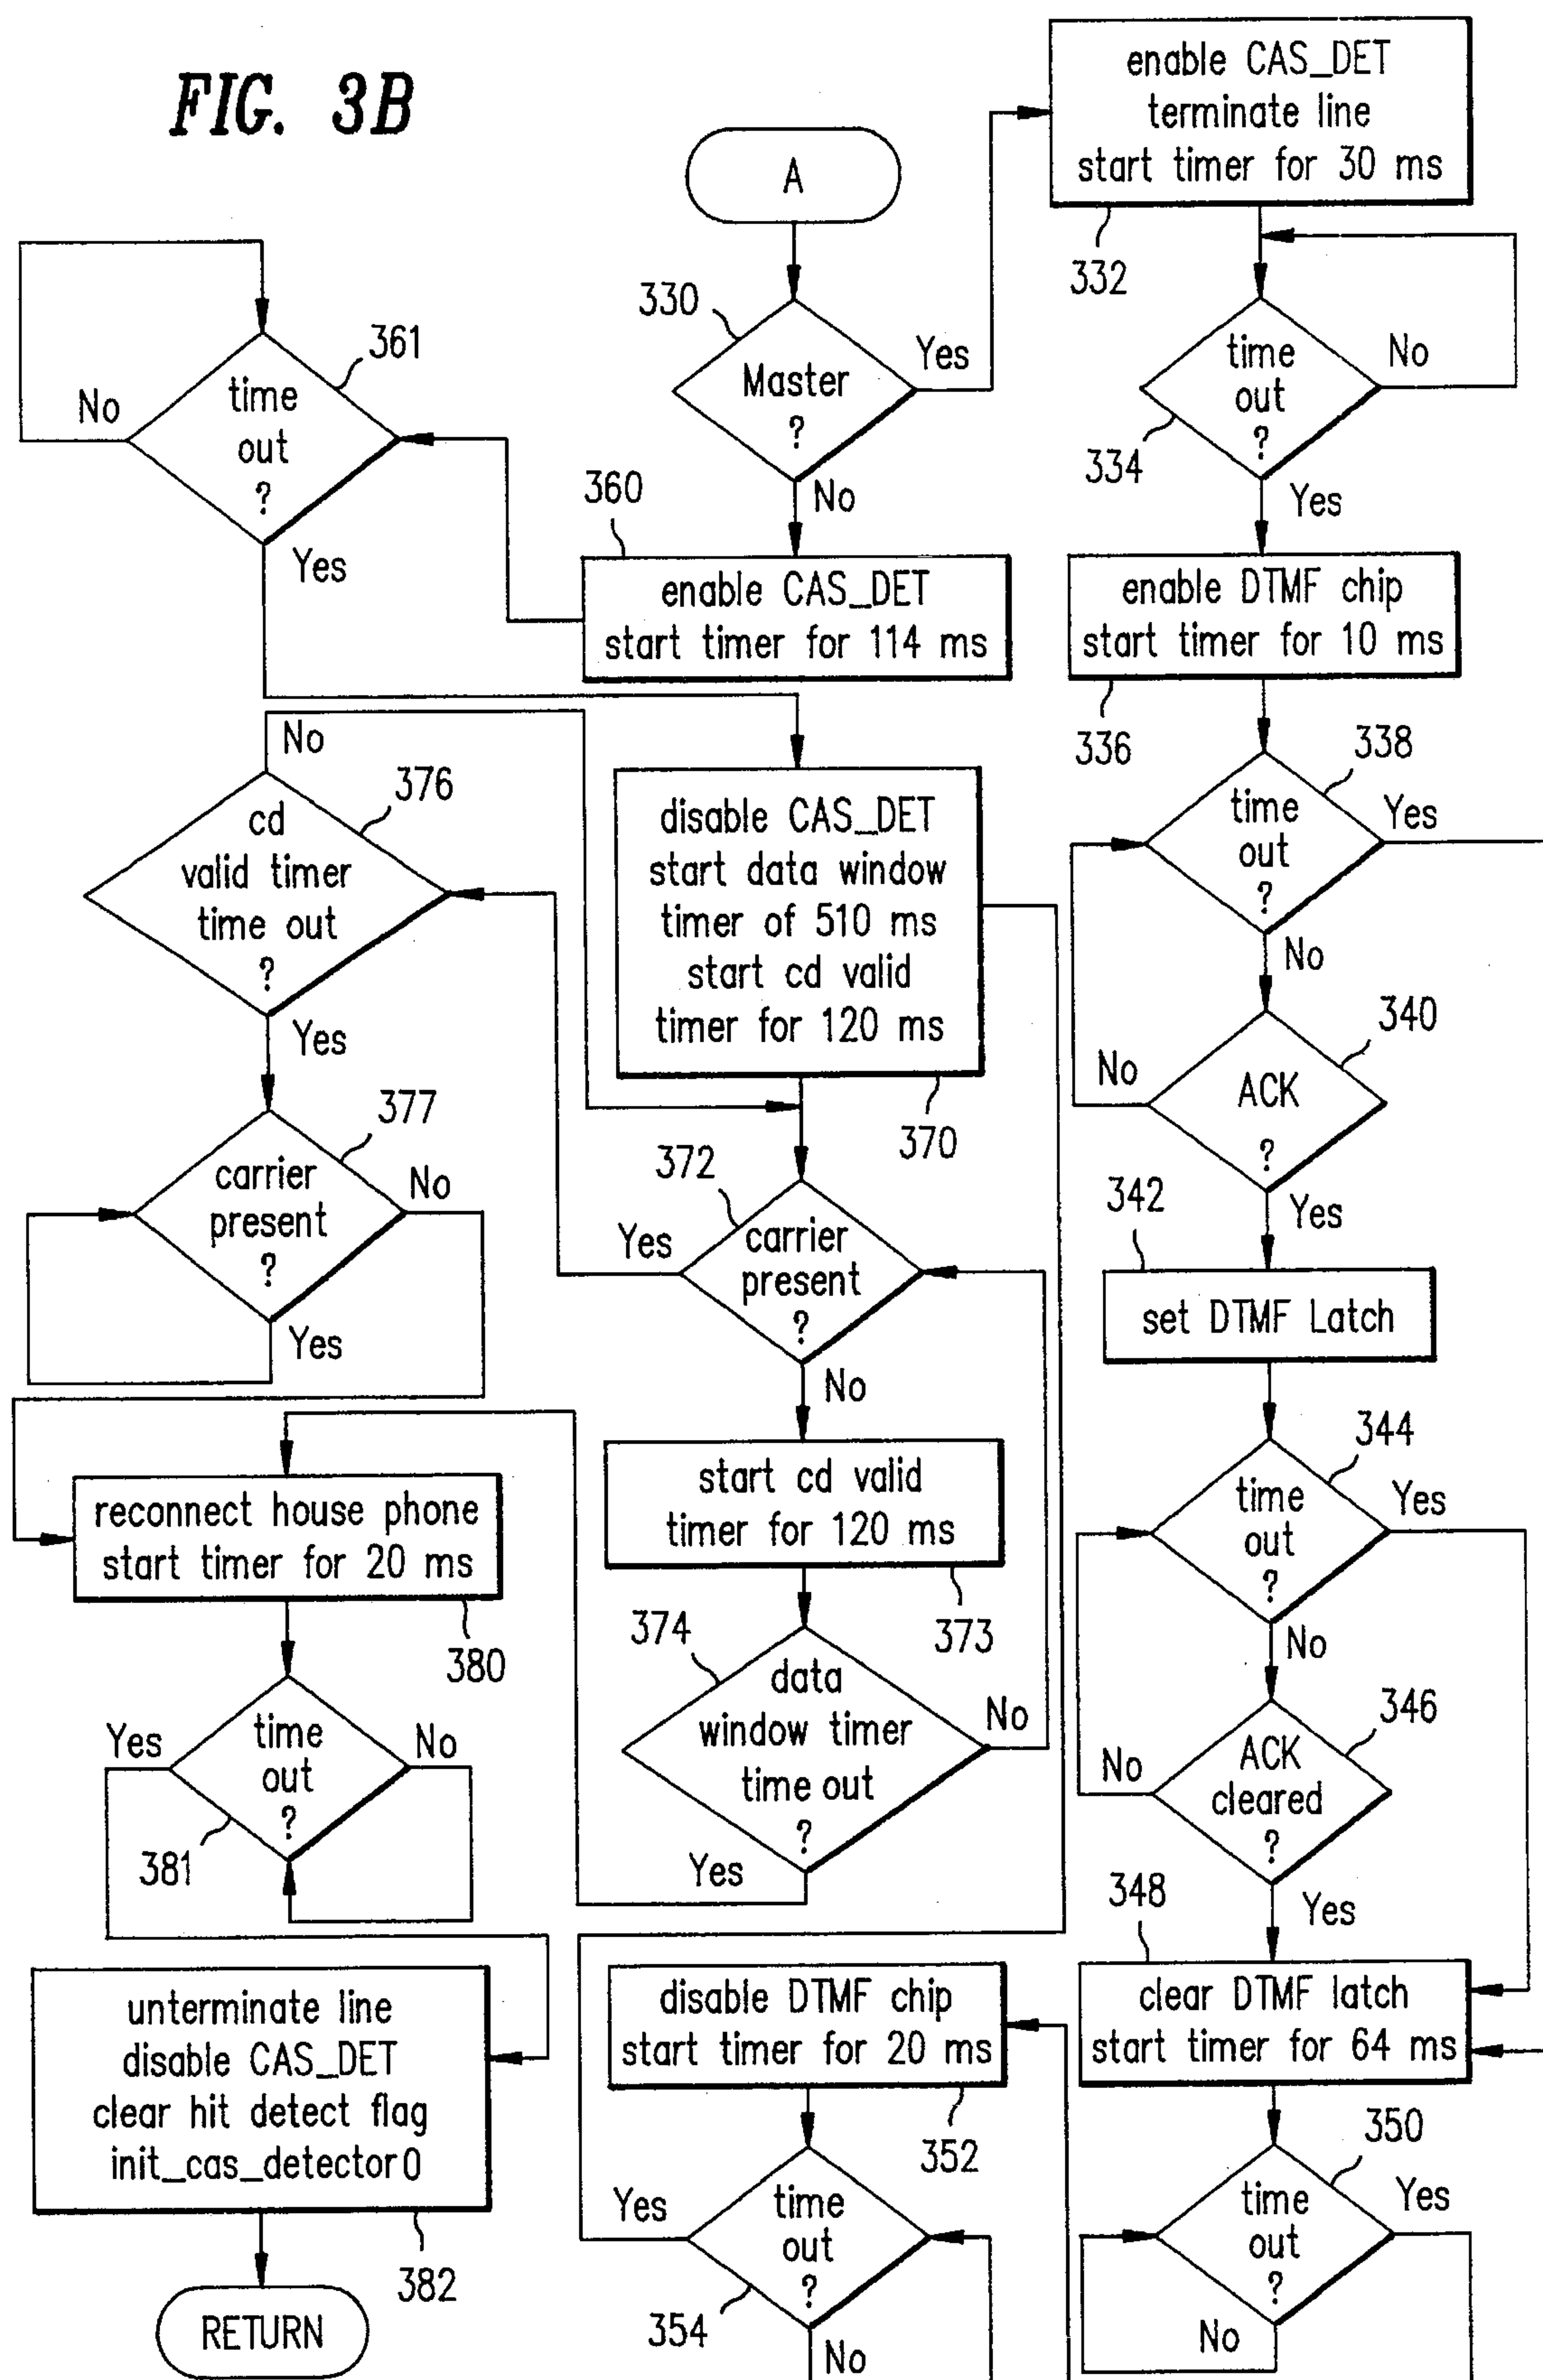 FIG. 3B
A
330
Master
?
Yes
No
enable CAS_DET
terminate line
start timer for 30 ms
332
time
out
?
334
No
Yes
enable DTMF chip
start timer for 10 ms
336
338
time
out
?
Yes
No
340
ACK
?
No
Yes
342
set DTMF Latch
344
time
out
?
Yes
No
346
ACK
cleared
?
No
Yes
348
clear DTMF latch
start timer for 64 ms
350
time
out
?
Yes
No
disable DTMF chip
start timer for 20 ms
352
time
out
?
354
Yes
No
360
enable CAS_DET
start timer for 114 ms
361
time
out
?
No
Yes
disable CAS_DET
start data window
timer of 510 ms
start cd valid
timer for 120 ms
370
372
carrier
present
?
Yes
No
start cd valid
timer for 120 ms
373
374
data
window timer
time out
?
No
Yes
376
cd
valid timer
time out
?
No
Yes
377
carrier
present
?
No
Yes
reconnect house phone
start timer for 20 ms
380
time
out
?
381
Yes
No
unterminate line
disable CAS_DET
clear hit detect flag
init_cas_detector0
382
RETURN